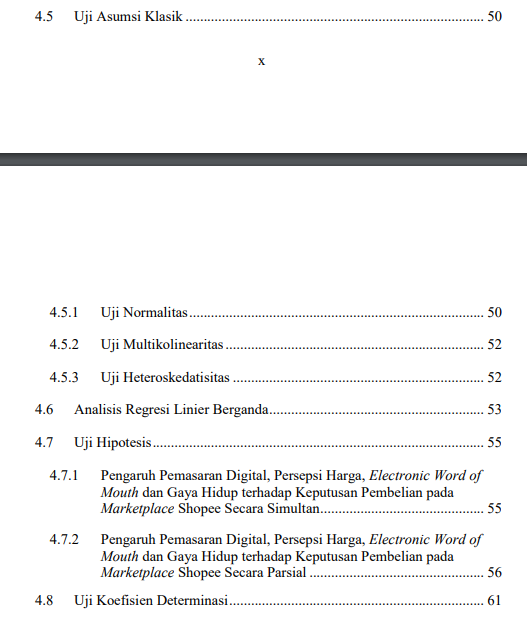 4.5 Uji Asumsi Klasik ................................................................................ 50
x
4.5.1 Uji Normalitas ............................................................................... 50
4.5.2 Uji Multikolinearitas ..................................................................... 52
4.5.3 Uji Heteroskedatisitas ................................................................... 52
4.6 Analisis Regresi Linier Berganda......................................................... 53
4.7 Uji Hipotesis ........................................................................................ 55
4.7.1 Pengaruh Pemasaran Digital, Persepsi Harga, Electronic Word of
Mouth dan Gaya Hidup terhadap Keputusan Pembelian pada
Marketplace Shopee Secara Simultan............................................ 55
4.7.2 Pengaruh Pemasaran Digital, Persepsi Harga, Electronic Word of
Mouth dan Gaya Hidup terhadap Keputusan Pembelian pada
Marketplace Shopee Secara Parsial ............................................... 56
4.8 Uji Koefisien Determinasi.................................................................... 61